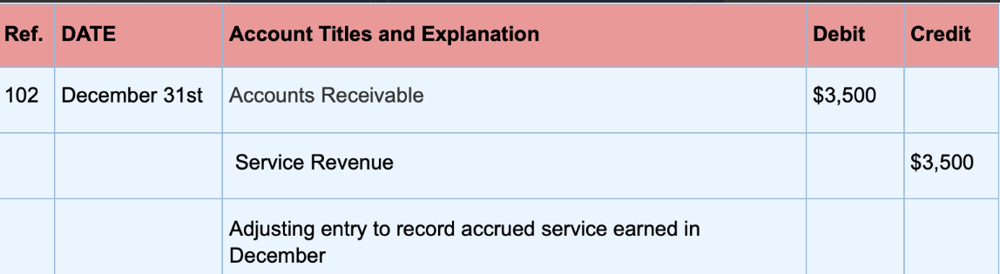 Ref. DATE Account Titles and Explanation Debit Credit
102 December 31st Accounts Receivable $3,500
Service Revenue $3,500
Adjusting entry to record accrued service earned in
December